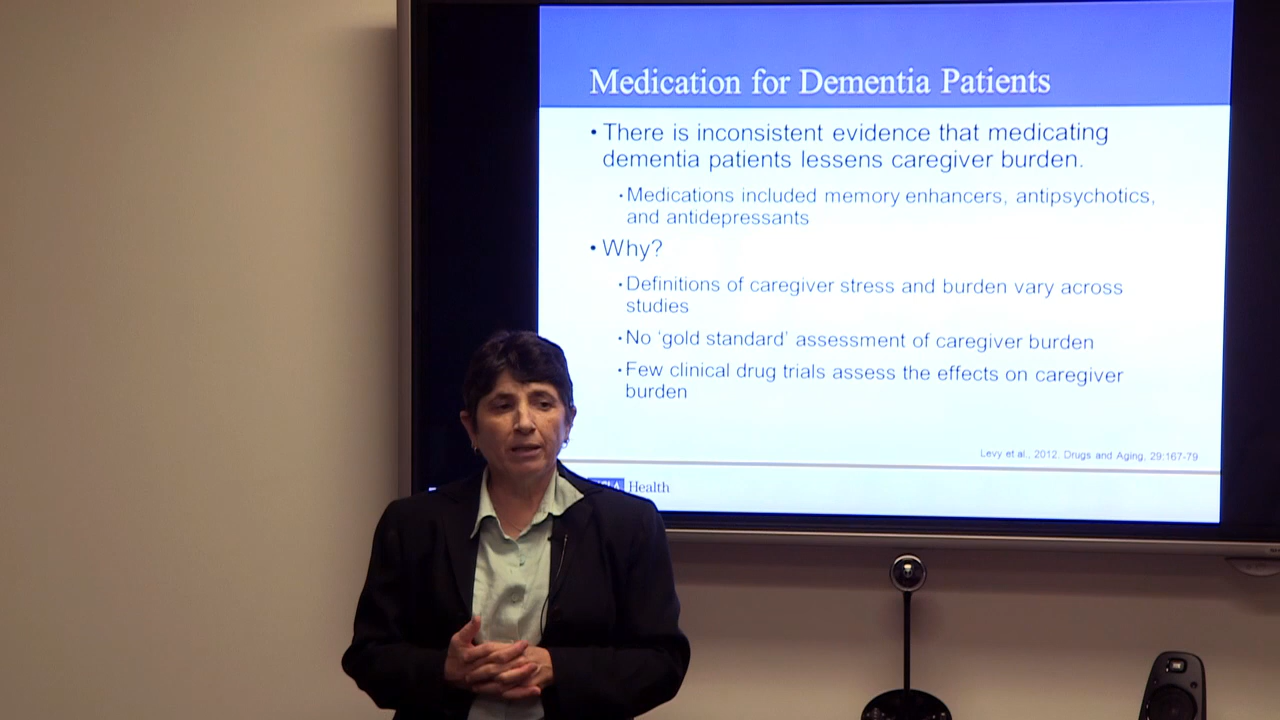 Medication for Dementia Patients
• There is inconsistent evidence that medicating
dementia patients lessens caregiver burden.
• Medications included memory enhancers, antipsychotics,
and antidepressants
• Why?
• Definitions of caregiver stress and burden vary across
studies
• No ‘gold standard’ assessment of caregiver burden
• Few clinical drug trials assess the effects on caregiver
burden
Levy et al., 2012. Drugs and Aging, 29:167-79
Health